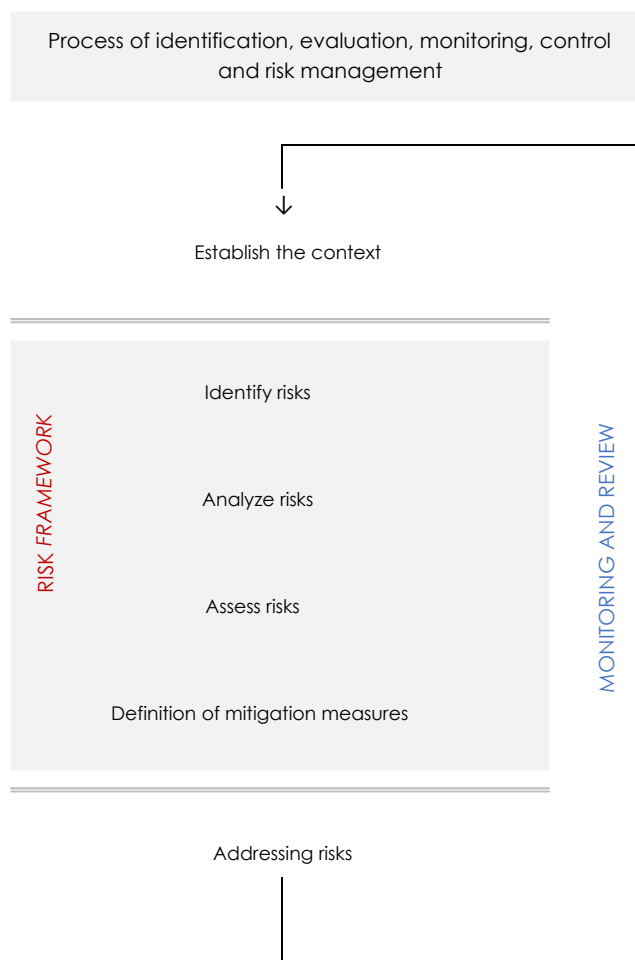 Process of identification, evaluation, monitoring, control
and risk management
Establish the context
RISK FRAMEWORK
Identify risks
Analyze risks
Assess risks
Definition of mitigation measures
MONITORING AND REVIEW
Addressing risks